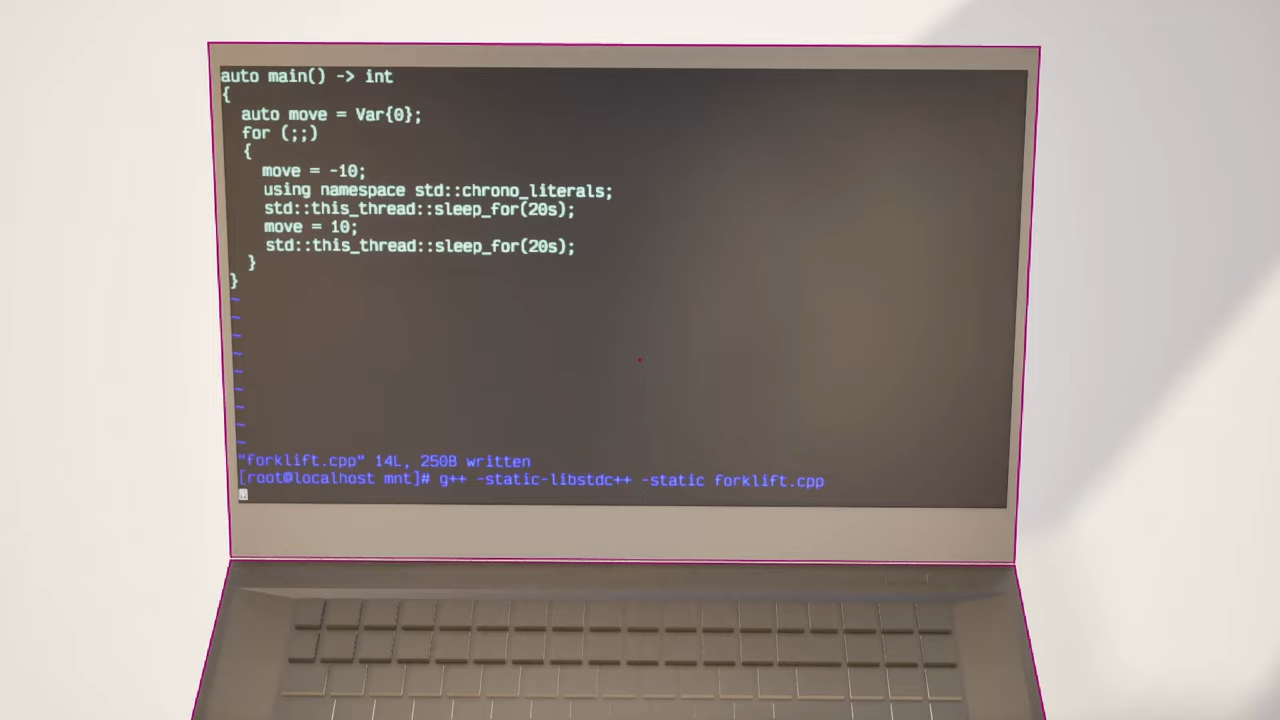 auto main() -> int
{
auto move = Var{0};
for (;;)
{
move = -10;
using namespace std::chrono_literals;
std::this_thread::sleep_for(20s);
move = 10;
std::this_thread::sleep_for(20s);
}
}
~
~
~
~
~
~
~
~
~
"forklift.cpp" 14L, 250B written
[root@localhost mnt]# g++ -static-libstdc++ -static forklift.cpp